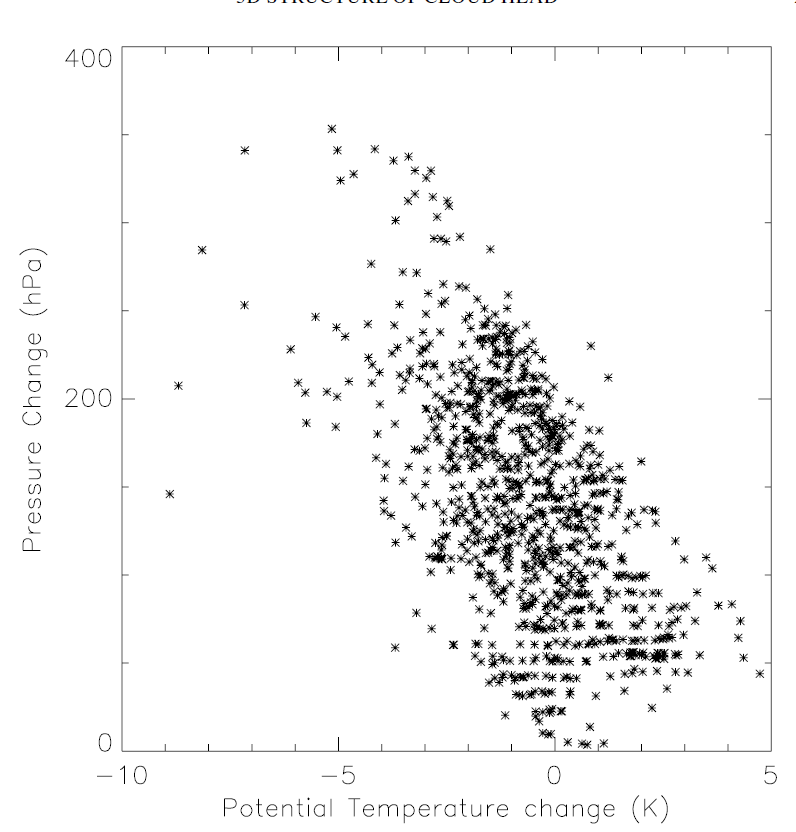 3D STRUCTURE OF CLOUD HEAD
400
200
0
-10 -5 0 5
Pressure Change (hPa)
Potential Temperature change (K)